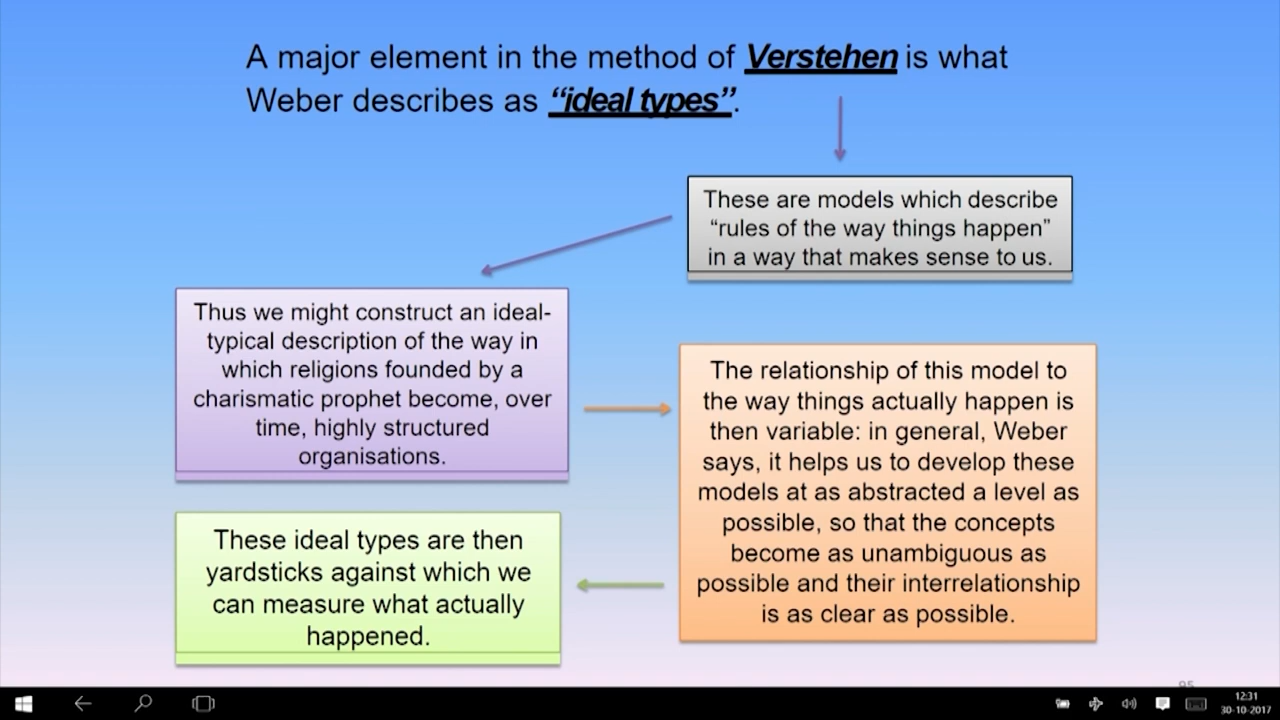 A major element in the method of Verstehen is what
Weber describes as “ideal types”.
These are models which describe
“rules of the way things happen”
in a way that makes sense to us.
Thus we might construct an ideal-
typical description of the way in
which religions founded by a
charismatic prophet become, over
time, highly structured
organisations.
The relationship of this model to
the way things actually happen is
then variable: in general, Weber
says, it helps us to develop these
models at as abstracted a level as
possible, so that the concepts
become as unambiguous as
possible and their interrelationship
is as clear as possible.
These ideal types are then
yardsticks against which we
can measure what actually
happened.
12:31
30-10-2017